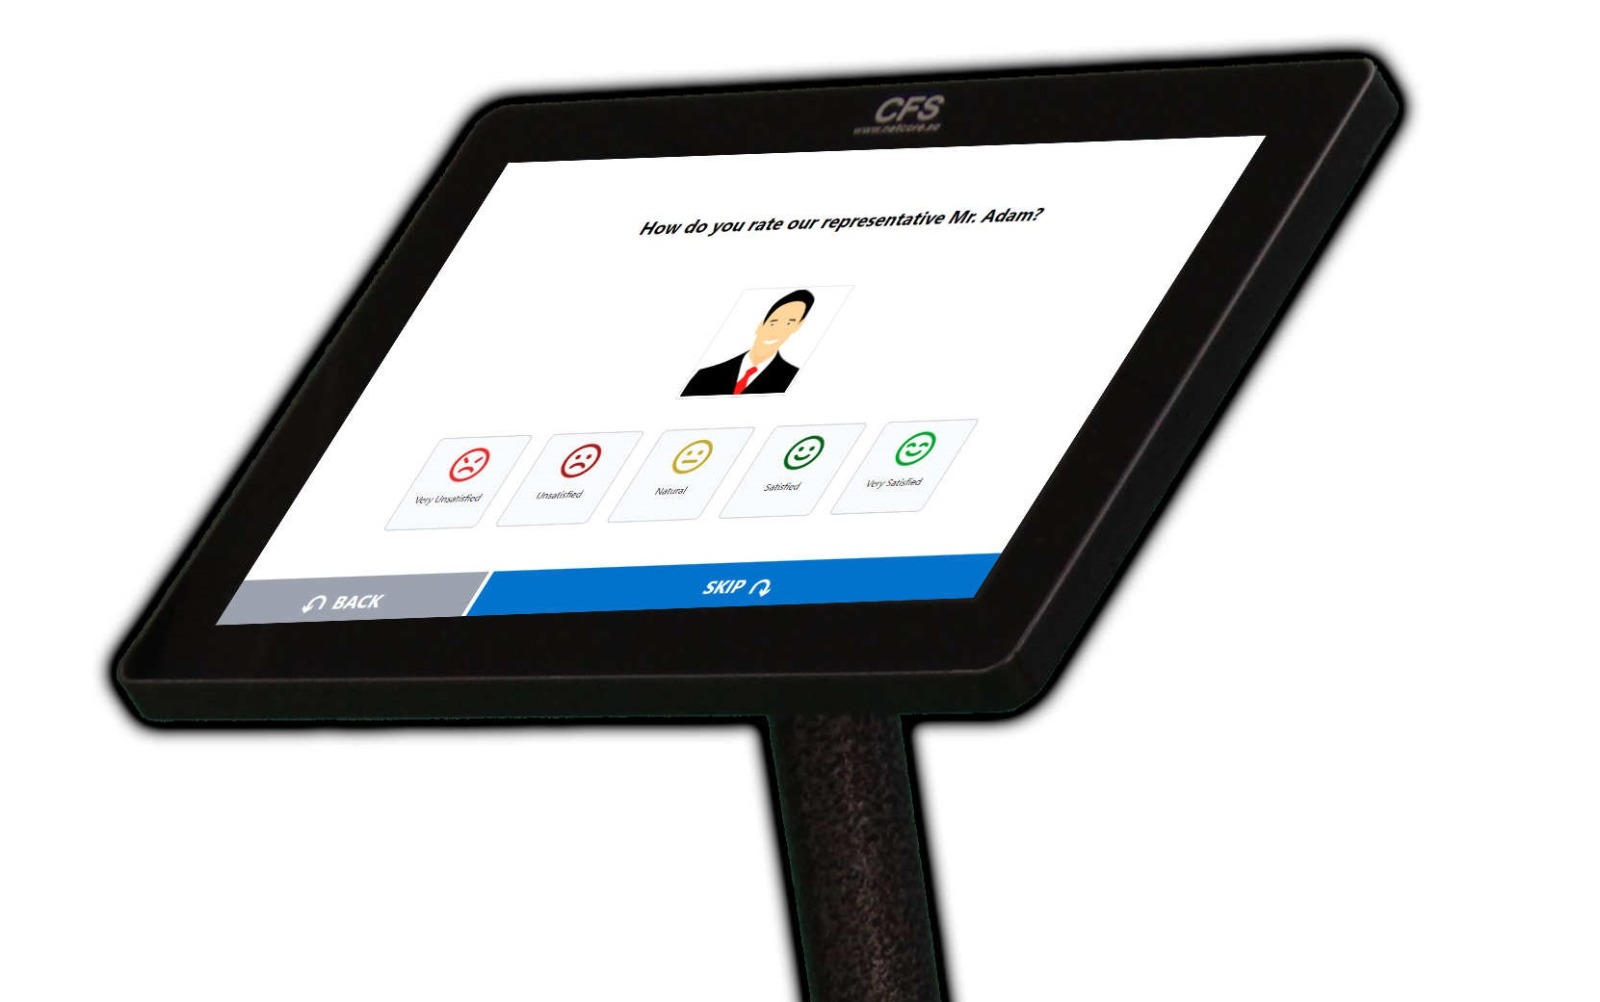 CFS
How do you rate our representative Mr. Adam?
Very Unsatisfied
Unsatisfied
Natural
Satisfied
Very Satisfied
BACK
SKIP